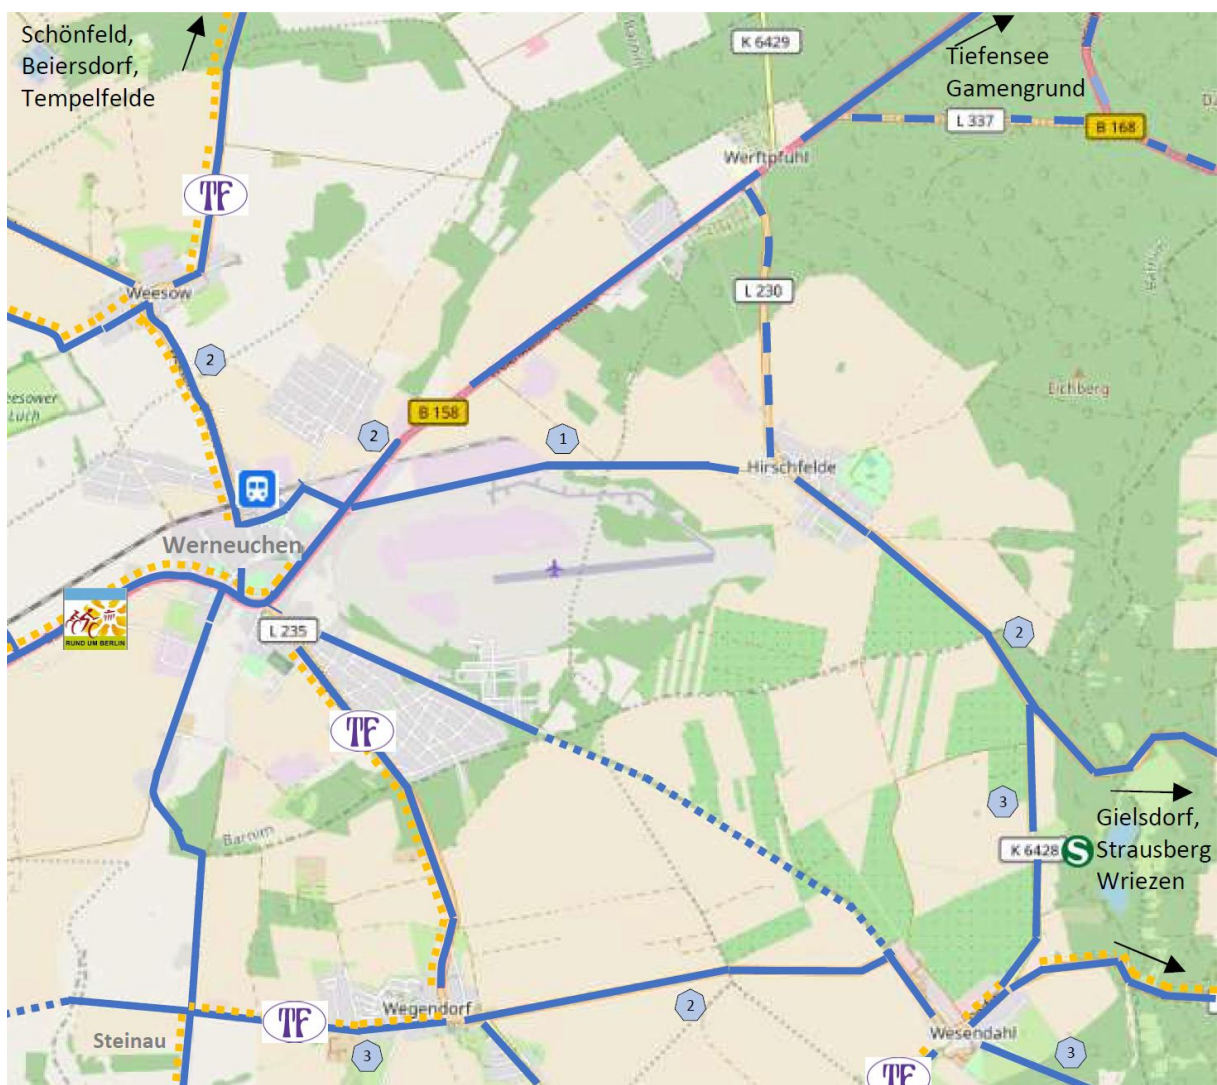 Schönfeld,
Beiersdorf,
Tempelfelde
K 6429
Tiefensee
Gamengrund
L 337
B 168
Werftpfuhl
TF
L 230
Weesow
2
Eichberg
Luch
B 158
2
1
Hirschfelde
Werneuchen
RUND UM BERLIN
L 235
2
TF
3
Gielsdorf,
Strausberg
Wriezen
K 6428
S
Barnim
Wegendorf
2
TF
Steinau
3
Wesendahl
3
TF